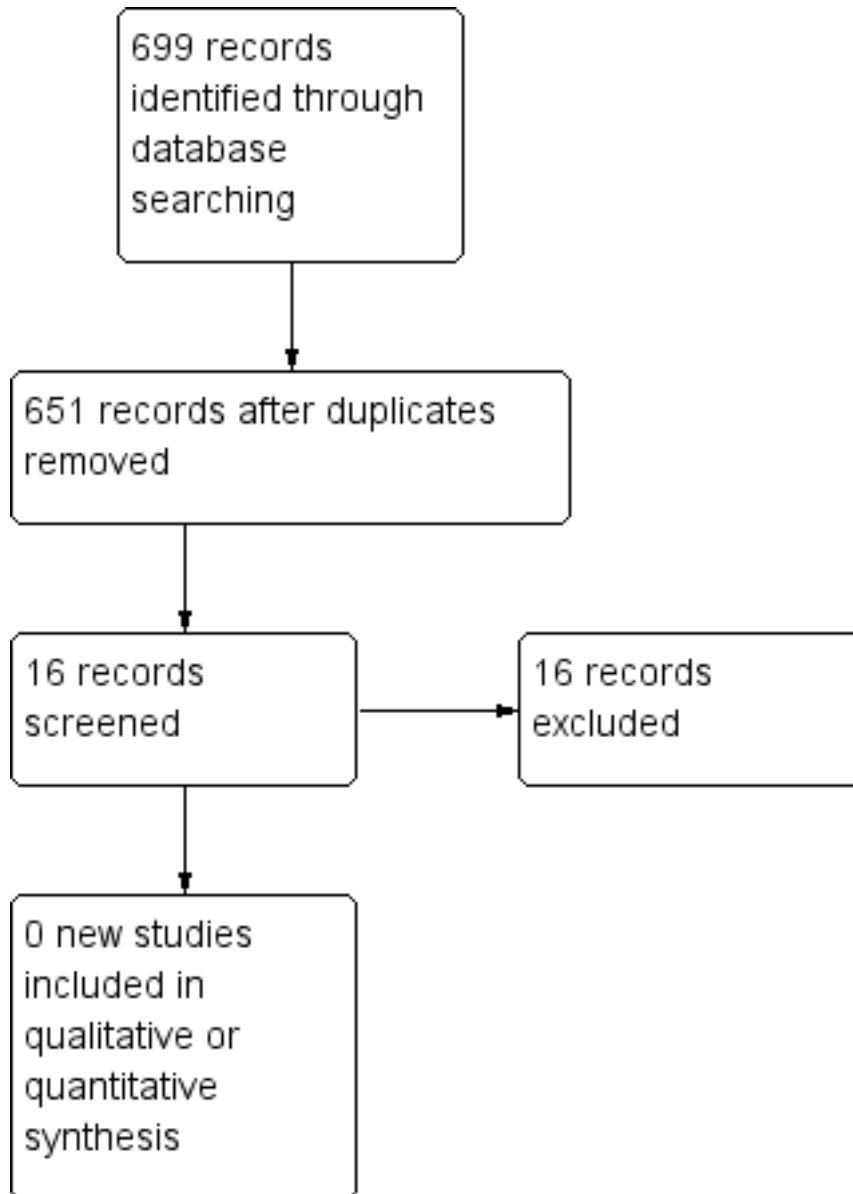 699 records
identified through
database
searching
651 records after duplicates
removed
16 records
screened
16 records
excluded
0 new studies
included in
qualitative or
quantitative
synthesis